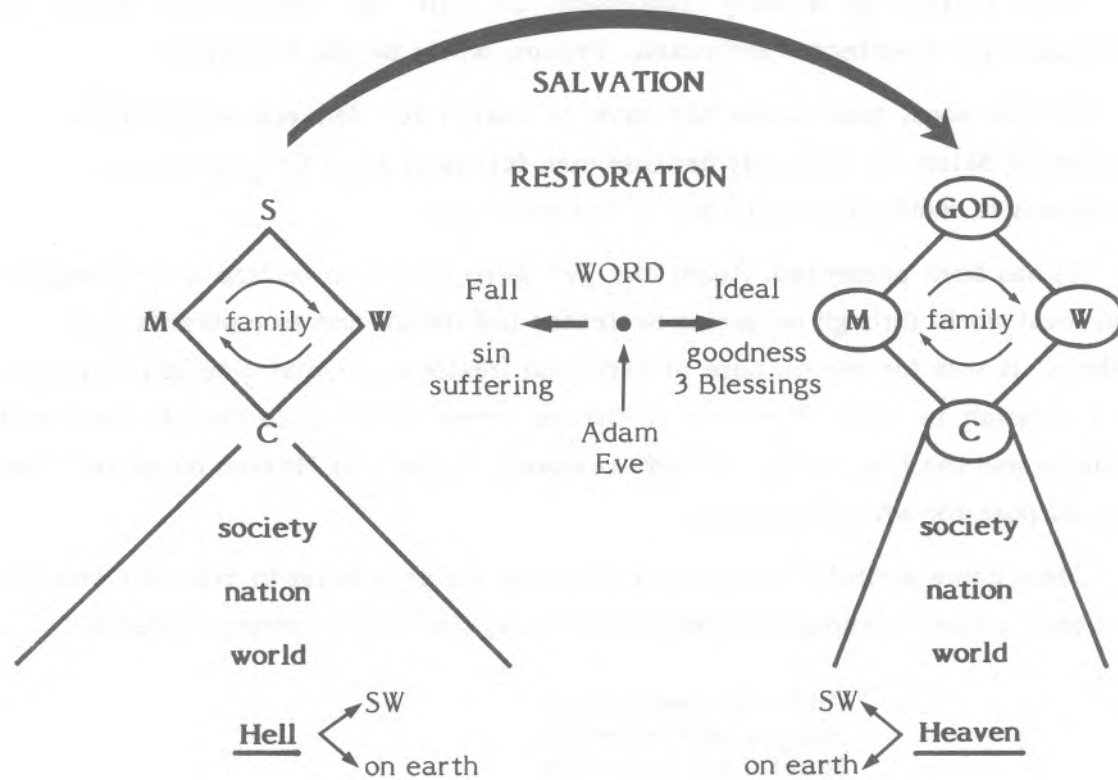 SALVATION
RESTORATION
S
M family W
C
society
nation
world
Hell
SW
on earth
WORD
Fall
Ideal
sin
suffering
goodness
3 Blessings
Adam
Eve
GOD
M family W
C
society
nation
world
SW
on earth
Heaven